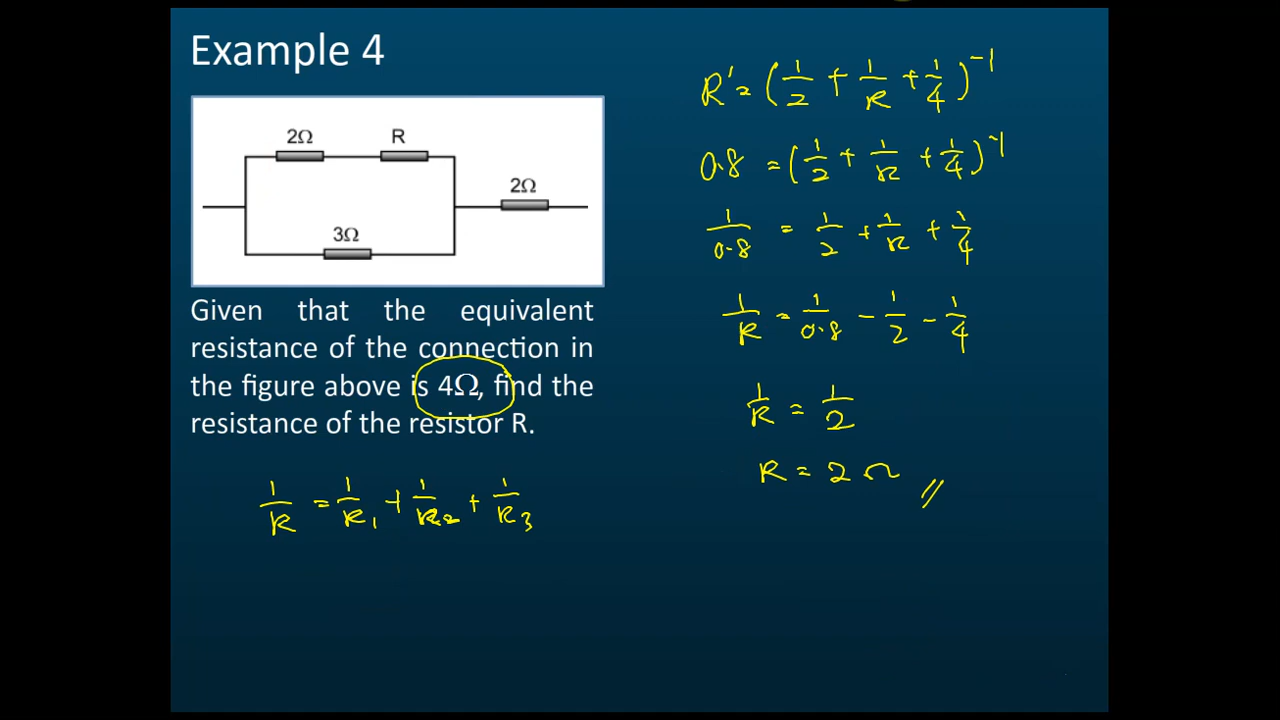 Example 4
2Ω R
2Ω
3Ω
Given that the equivalent
resistance of the connection in
the figure above is 4Ω, find the
resistance of the resistor R.
1/R = 1/R₁ + 1/R₂ + 1/R₃
R' = (1/2 + 1/R + 1/4)⁻¹
0.8 = (1/2 + 1/R + 1/4)⁻¹
1/0.8 = 1/2 + 1/R + 1/4
1/R = 1/0.8 - 1/2 - 1/4
1/R = 1/2
R = 2 Ω //